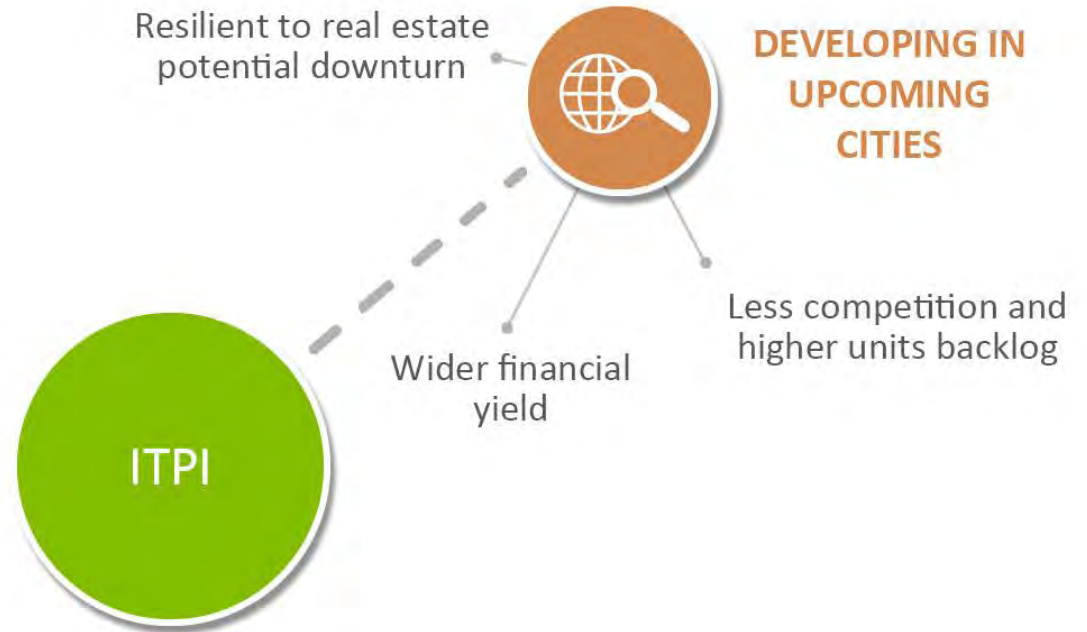 Resilient to real estate
potential downturn
DEVELOPING IN
UPCOMING
CITIES
Less competition and
higher units backlog
Wider financial
yield
ITPI